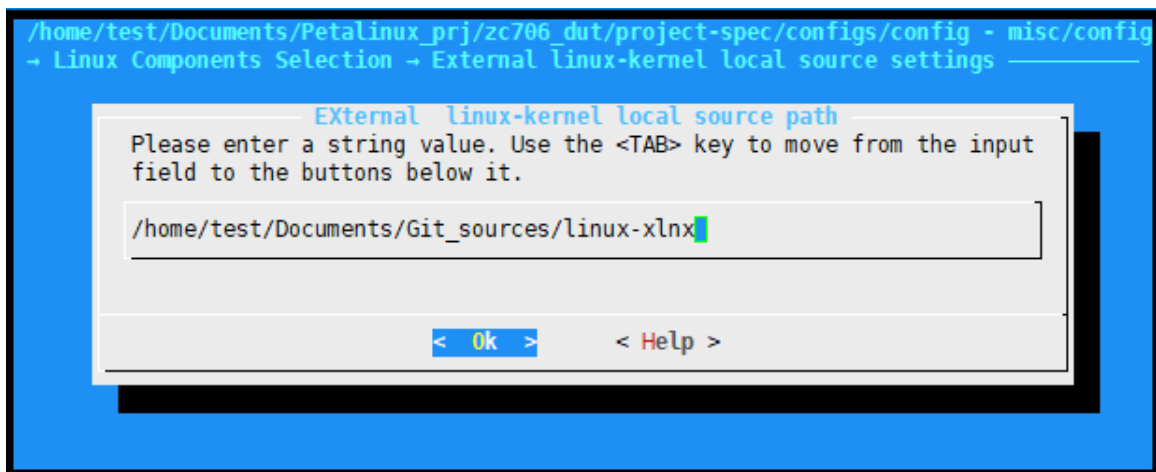 /home/test/Documents/Petalinux_prj/zc706_dut/project-spec/configs/config - misc/config
→ Linux Components Selection → External linux-kernel local source settings
EXternal linux-kernel local source path
Please enter a string value. Use the <TAB> key to move from the input
field to the buttons below it.
/home/test/Documents/Git_sources/linux-xlnx
< Ok > < Help >